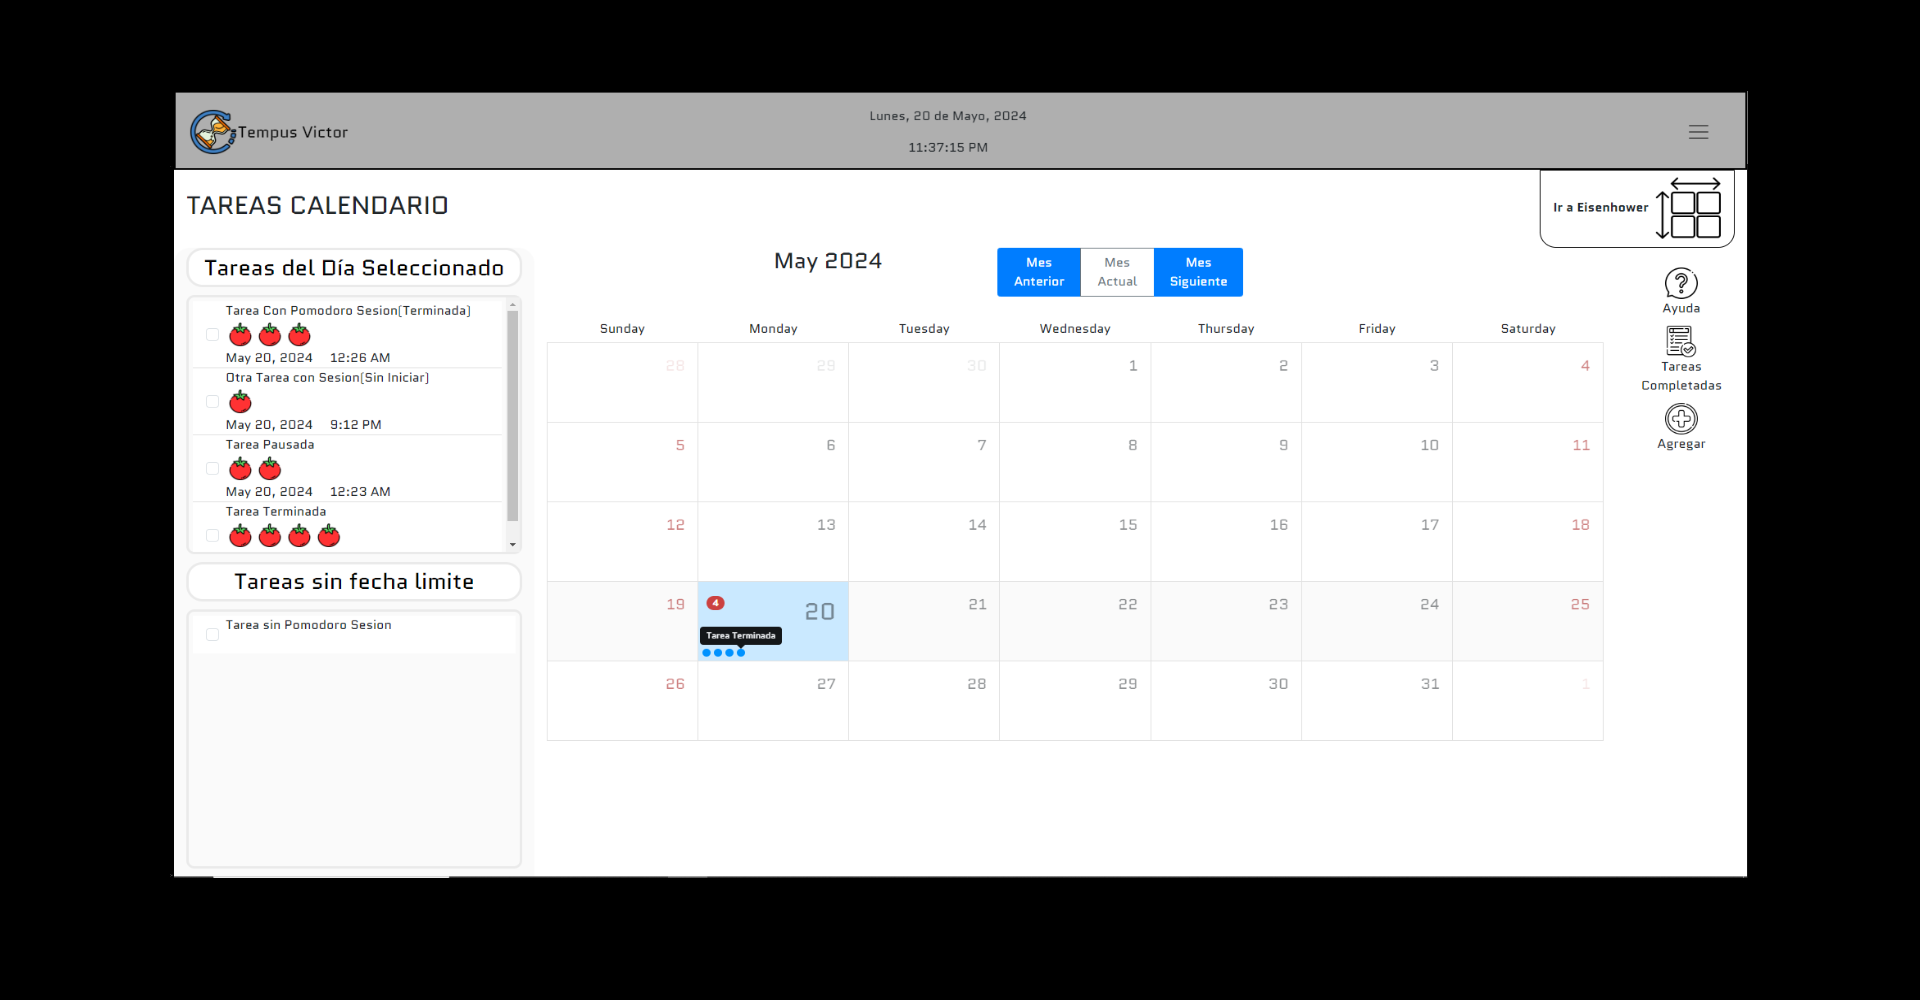 Tempus Victor
Lunes, 20 de Mayo, 2024
11:37:15 PM
TAREAS CALENDARIO
Ir a Eisenhower
Tareas del Día Seleccionado
Tarea Con Pomodoro Sesion(Terminada)
May 20, 2024 12:26 AM
Otra Tarea con Sesion(Sin Iniciar)
May 20, 2024 9:12 PM
Tarea Pausada
May 20, 2024 12:23 AM
Tarea Terminada
Tareas sin fecha limite
Tarea sin Pomodoro Sesion
May 2024
Mes Anterior
Mes Actual
Mes Siguiente
Sunday Monday Tuesday Wednesday Thursday Friday Saturday
28 29 30 1 2 3 4
5 6 7 8 9 10 11
12 13 14 15 16 17 18
19 4 20 21 22 23 24 25
Tarea Terminada
26 27 28 29 30 31 1
Ayuda
Tareas
Completadas
Agregar